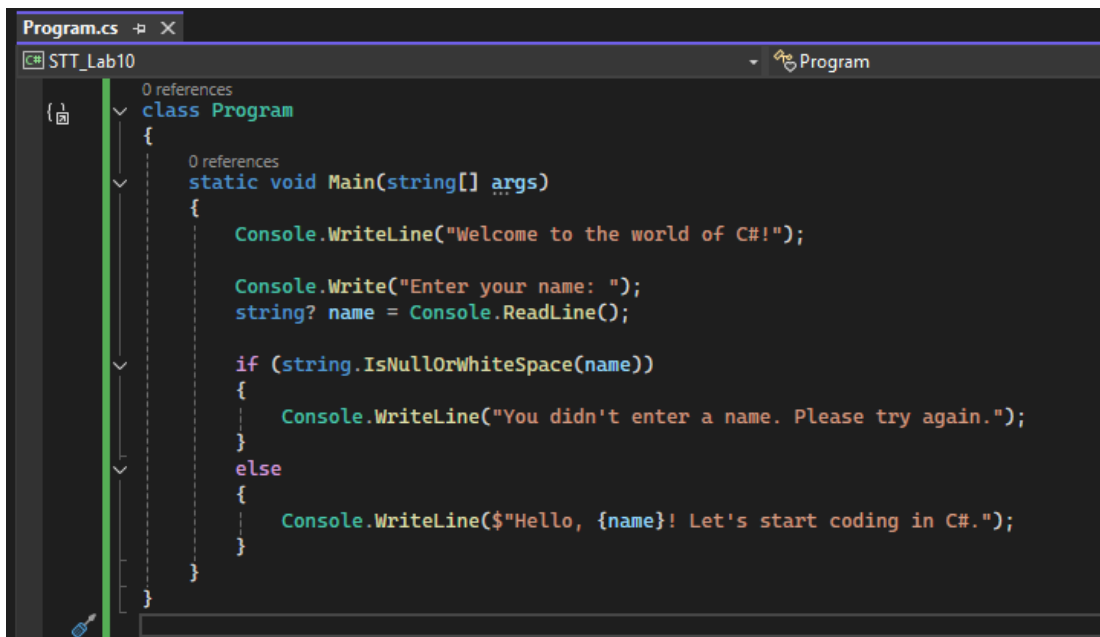 Program.cs
C# STT_Lab10 Program
0 references
class Program
{
0 references
static void Main(string[] args)
{
Console.WriteLine("Welcome to the world of C#!");
Console.Write("Enter your name: ");
string? name = Console.ReadLine();
if (string.IsNullOrWhiteSpace(name))
{
Console.WriteLine("You didn't enter a name. Please try again.");
}
else
{
Console.WriteLine($"Hello, {name}! Let's start coding in C#.");
}
}
}